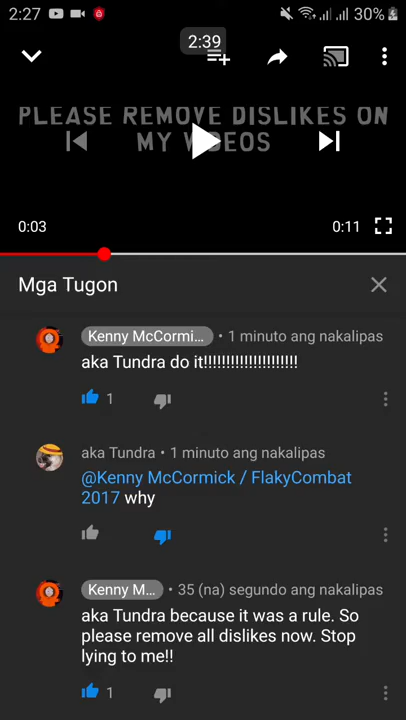 2:27
30%
2:39
PLEASE REMOVE DISLIKES ON
MY VIDEOS
0:03
0:11
Mga Tugon
Kenny McCormi... • 1 minuto ang nakalipas
aka Tundra do it!!!!!!!!!!!!!!!!!!!!!!
1
aka Tundra • 1 minuto ang nakalipas
@Kenny McCormick / FlakyCombat
2017 why
Kenny M... • 35 (na) segundo ang nakalipas
aka Tundra because it was a rule. So
please remove all dislikes now. Stop
lying to me!!
1